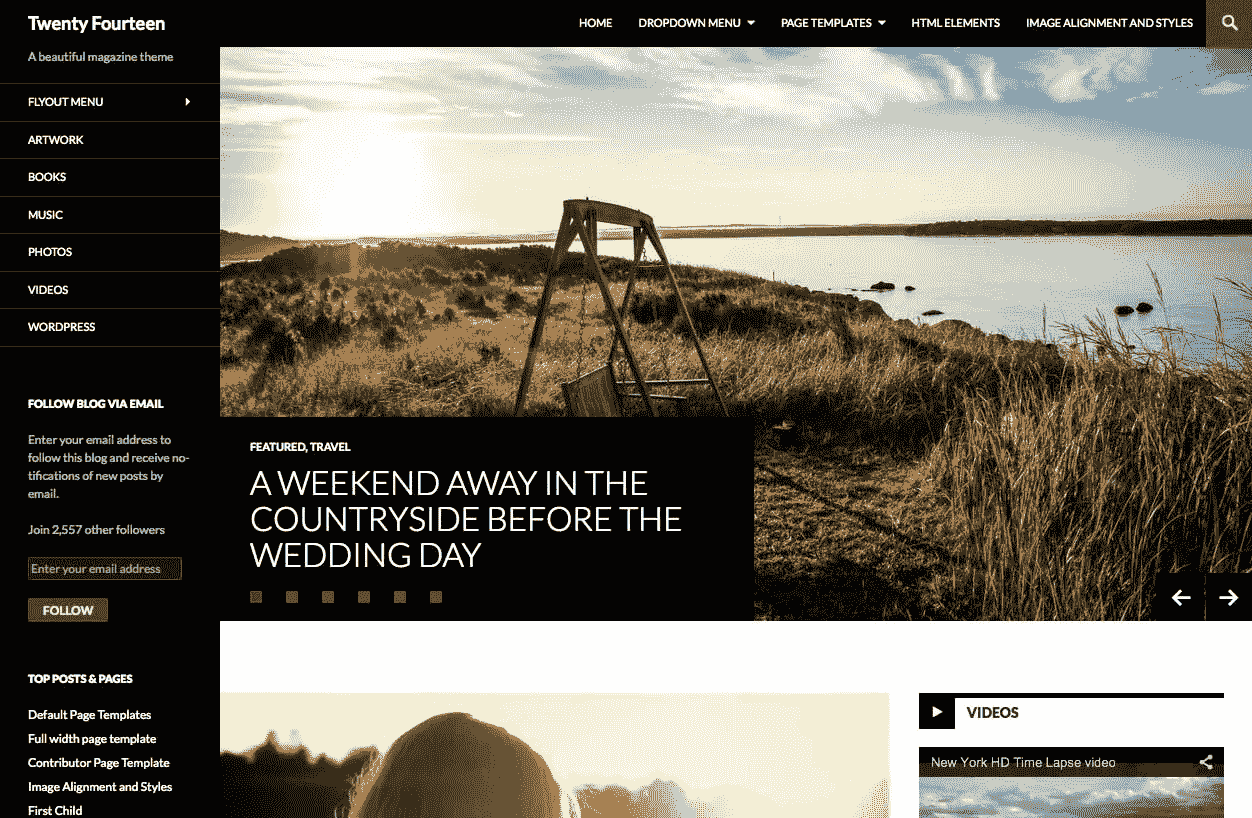 Twenty Fourteen
HOME DROPDOWN MENU PAGE TEMPLATES HTML ELEMENTS IMAGE ALIGNMENT AND STYLES
A beautiful magazine theme
FLYOUT MENU
ARTWORK
BOOKS
MUSIC
PHOTOS
VIDEOS
WORDPRESS
FOLLOW BLOG VIA EMAIL
Enter your email address to
follow this blog and receive no-
tifications of new posts by
email.
Join 2,557 other followers
Enter your email address
FOLLOW
TOP POSTS & PAGES
Default Page Templates
Full width page template
Contributor Page Template
Image Alignment and Styles
First Child
FEATURED, TRAVEL
A WEEKEND AWAY IN THE
COUNTRYSIDE BEFORE THE
WEDDING DAY
VIDEOS
New York HD Time Lapse video